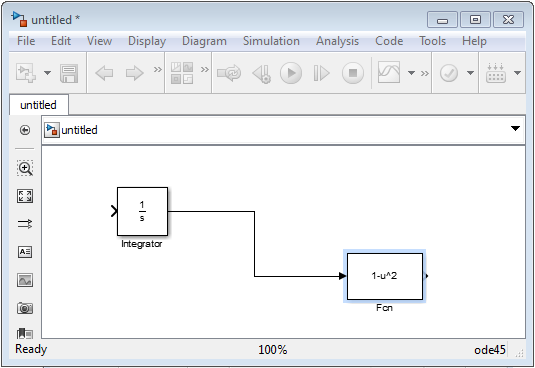 untitled *
File Edit View Display Diagram Simulation Analysis Code Tools Help
untitled
untitled
1
s
Integrator
1-u^2
Fcn
Ready 100% ode45